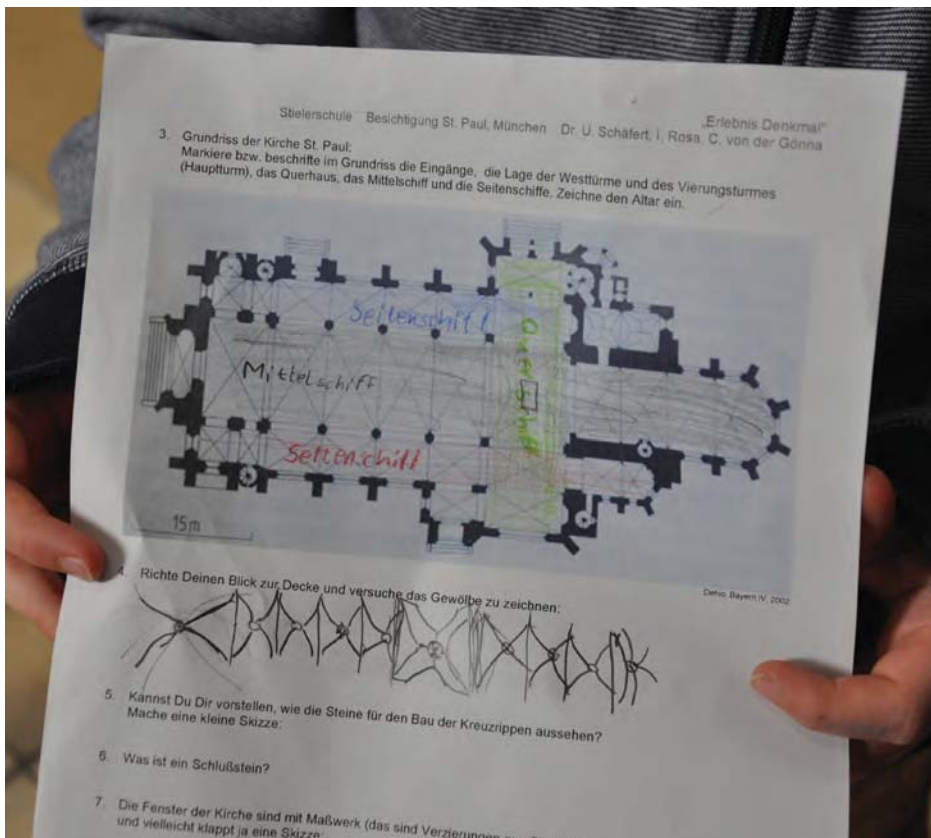 „Erlebnis Denkmal"
Stielerschule Besichtigung St. Paul, München Dr. U. Schäfert, I. Rosa, C. von der Gönna
3. Grundriss der Kirche St. Paul:
Markiere bzw. beschrifte im Grundriss die Eingänge, die Lage der Westtürme und des Vierungsturmes
(Hauptturm), das Querhaus, das Mittelschiff und die Seitenschiffe. Zeichne den Altar ein.
Seitenschiff
Mittelschiff
Querschiff
Seitenschiff
15m
Dehio, Bayern IV, 2002
4. Richte Deinen Blick zur Decke und versuche das Gewölbe zu zeichnen:
5. Kannst Du Dir vorstellen, wie die Steine für den Bau der Kreuzrippen aussehen?
Mache eine kleine Skizze:
6. Was ist ein Schlußstein?
7. Die Fenster der Kirche sind mit Maßwerk (das sind Verzierungen
und vielleicht klappt ja eine Skizze: